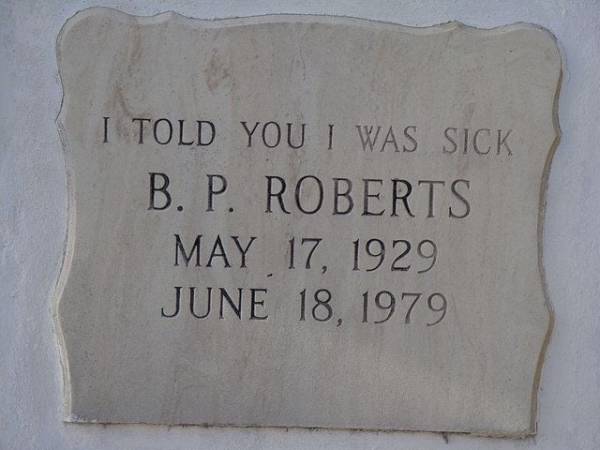 I TOLD YOU I WAS SICK
B. P. ROBERTS
MAY 17, 1929
JUNE 18, 1979